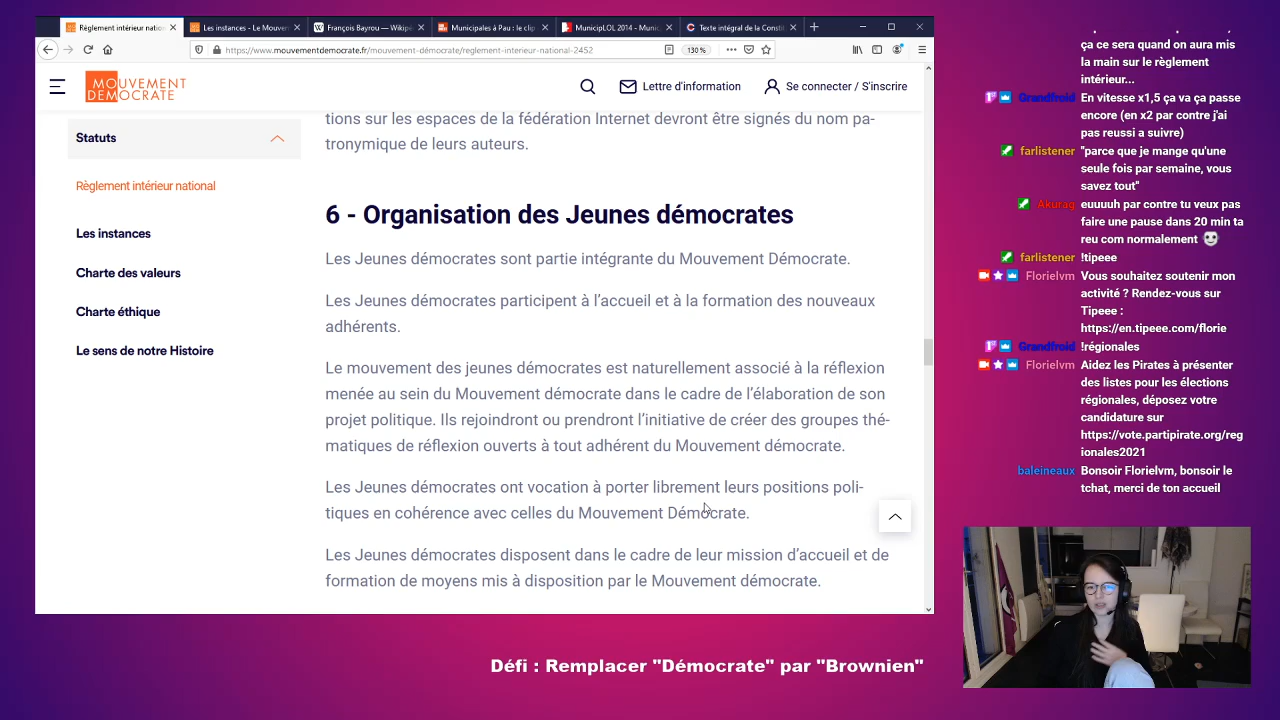 Règlement intérieur natio
Les instances - Le Mouve
François Bayrou — Wikipé
Municipales à Pau : le clip
MunicipLOL 2014 - Munic
Texte intégral de la Constit
https://www.mouvementdemocrate.fr/mouvement-démocrate/reglement-interieur-national-2452
130 %
MOUVEMENT
DEMOCRATE
Lettre d'information
Se connecter / S'inscrire
Statuts
Règlement intérieur national
Les instances
Charte des valeurs
Charte éthique
Le sens de notre Histoire
tions sur les espaces de la fédération Internet devront être signés du nom pa-
tronymique de leurs auteurs.
6 - Organisation des Jeunes démocrates
Les Jeunes démocrates sont partie intégrante du Mouvement Démocrate.
Les Jeunes démocrates participent à l’accueil et à la formation des nouveaux
adhérents.
Le mouvement des jeunes démocrates est naturellement associé à la réflexion
menée au sein du Mouvement démocrate dans le cadre de l’élaboration de son
projet politique. Ils rejoindront ou prendront l’initiative de créer des groupes thé-
matiques de réflexion ouverts à tout adhérent du Mouvement démocrate.
Les Jeunes démocrates ont vocation à porter librement leurs positions poli-
tiques en cohérence avec celles du Mouvement Démocrate.
Les Jeunes démocrates disposent dans le cadre de leur mission d’accueil et de
formation de moyens mis à disposition par le Mouvement démocrate.
ça ce sera quand on aura mis
la main sur le règlement
intérieur...
Grandfroid En vitesse x1,5 ça va ça passe
encore (en x2 par contre j'ai
pas reussi a suivre)
farlistener "parce que je mange qu'une
seule fois par semaine, vous
savez tout"
Akurag euuuuh par contre tu veux pas
faire une pause dans 20 min ta
reu com normalement
farlistener !tipeee
Florielvm Vous souhaitez soutenir mon
activité ? Rendez-vous sur
Tipeee :
https://en.tipeee.com/florie
Grandfroid !régionales
Florielvm Aidez les Pirates à présenter
des listes pour les élections
régionales, déposez votre
candidature sur
https://vote.partipirate.org/reg
ionales2021
baleineaux Bonsoir Florielvm, bonsoir le
tchat, merci de ton accueil
Défi : Remplacer "Démocrate" par "Brownien"